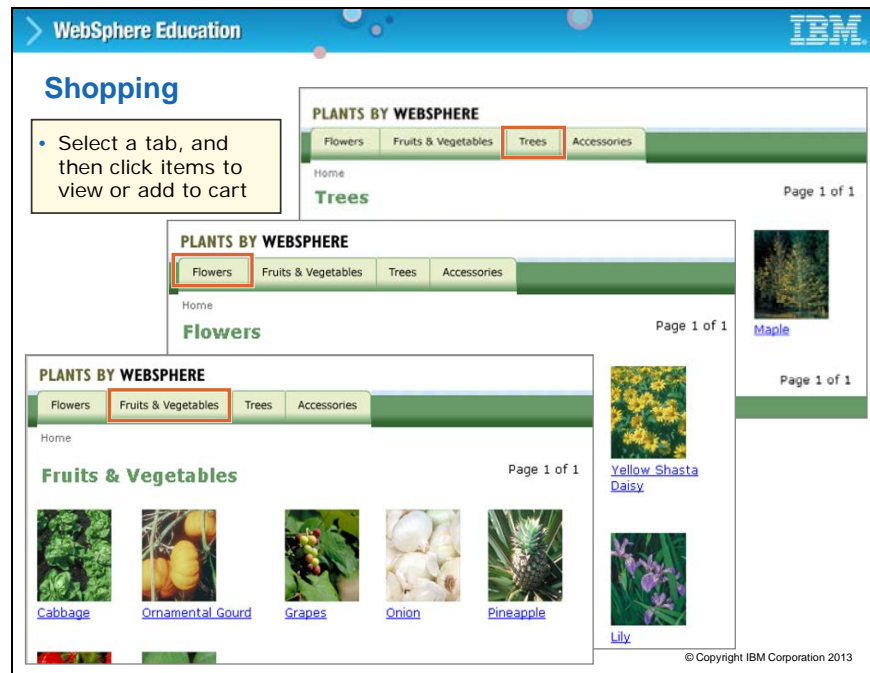 WebSphere Education
IBM
Shopping
• Select a tab, and
then click items to
view or add to cart
PLANTS BY WEBSPHERE
Flowers Fruits & Vegetables Trees Accessories
Home
Trees
Page 1 of 1
Maple
Page 1 of 1
PLANTS BY WEBSPHERE
Flowers Fruits & Vegetables Trees Accessories
Home
Flowers
Page 1 of 1
Yellow Shasta
Daisy
Lily
PLANTS BY WEBSPHERE
Flowers Fruits & Vegetables Trees Accessories
Home
Fruits & Vegetables
Page 1 of 1
Cabbage Ornamental Gourd Grapes Onion Pineapple
© Copyright IBM Corporation 2013